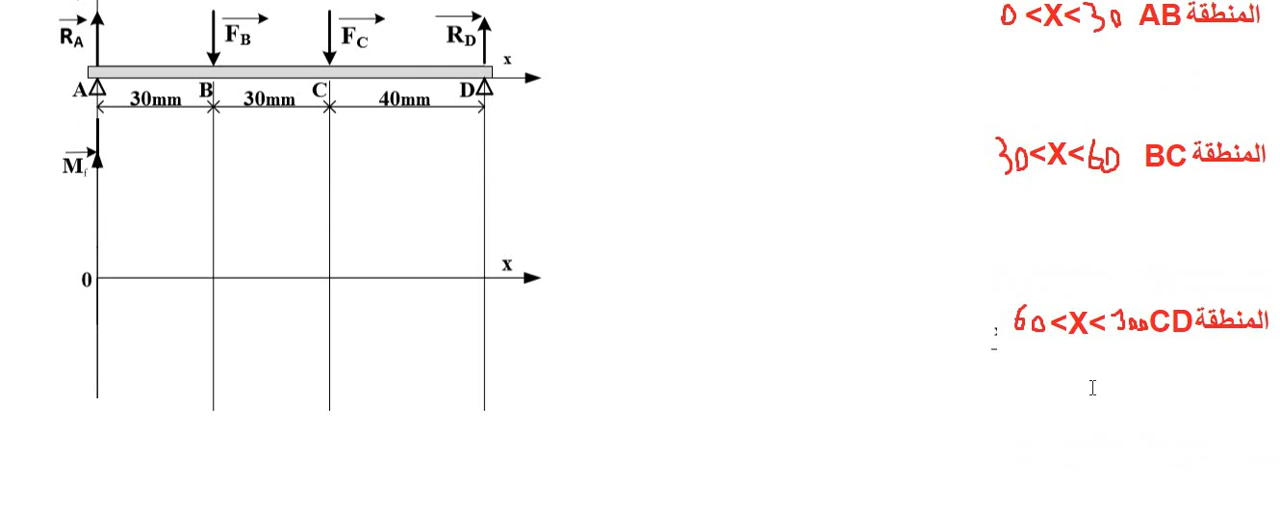 R_A F_B F_C R_D
x
A B C D
30mm 30mm 40mm
M_f
0 x
0<X<30 AB المنطقة
30<X<60 BC المنطقة
60<X<100 CD المنطقة